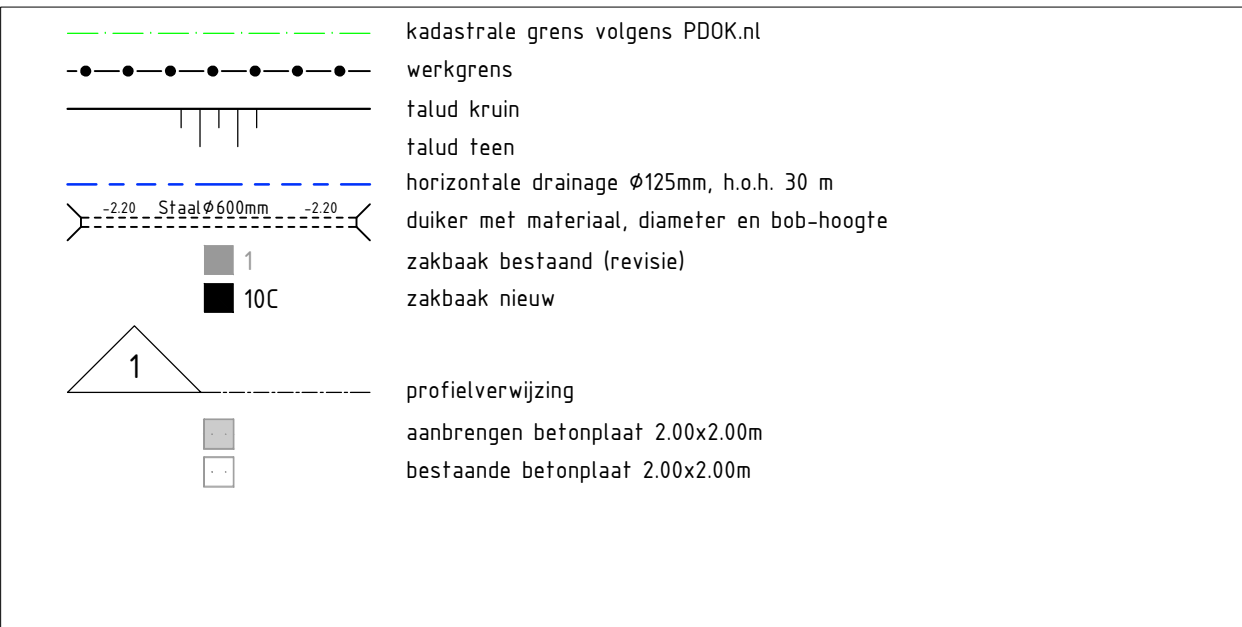 kadastrale grens volgens PDOK.nl
werkgrens
talud kruin
talud teen
horizontale drainage Ø125mm, h.o.h. 30 m
-2.20 StaalØ600mm -2.20
duiker met materiaal, diameter en bob-hoogte
1 zakbaak bestaand (revisie)
10C zakbaak nieuw
1
profielverwijzing
aanbrengen betonplaat 2.00x2.00m
bestaande betonplaat 2.00x2.00m